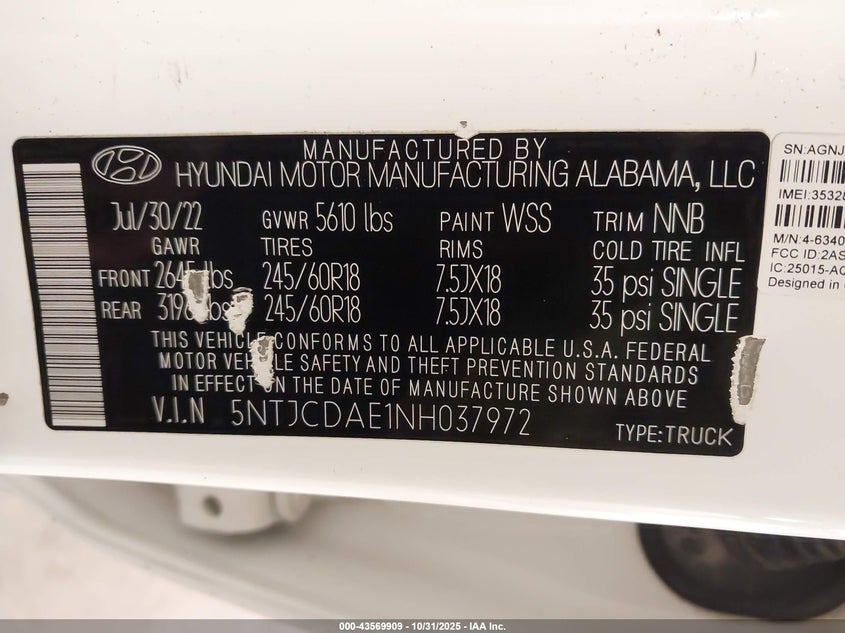 MANUFACTURED BY
HYUNDAI MOTOR MANUFACTURING ALABAMA, LLC
Jul/30/22 GVWR 5610 lbs PAINT WSS TRIM NNB
GAWR TIRES RIMS COLD TIRE INFL
FRONT 245/60R18 7.5JX18 35 psi SINGLE
REAR 245/60R18 7.5JX18 35 psi SINGLE
THIS VEHICLE CONFORMS TO ALL APPLICABLE U.S.A. FEDERAL
MOTOR VEHICLE SAFETY AND THEFT PREVENTION STANDARDS
IN EFFECT ON THE DATE OF MANUFACTURE SHOWN ABOVE
V.I.N 5NTJCDAE1NH037972
TYPE:TRUCK
SN:AGNJ
IMEI:35328
M/N:4-6340
FCC ID:2AS
IC:25015-AC
Designed in
000-43569909 - 10/31/2025 - IAA Inc.